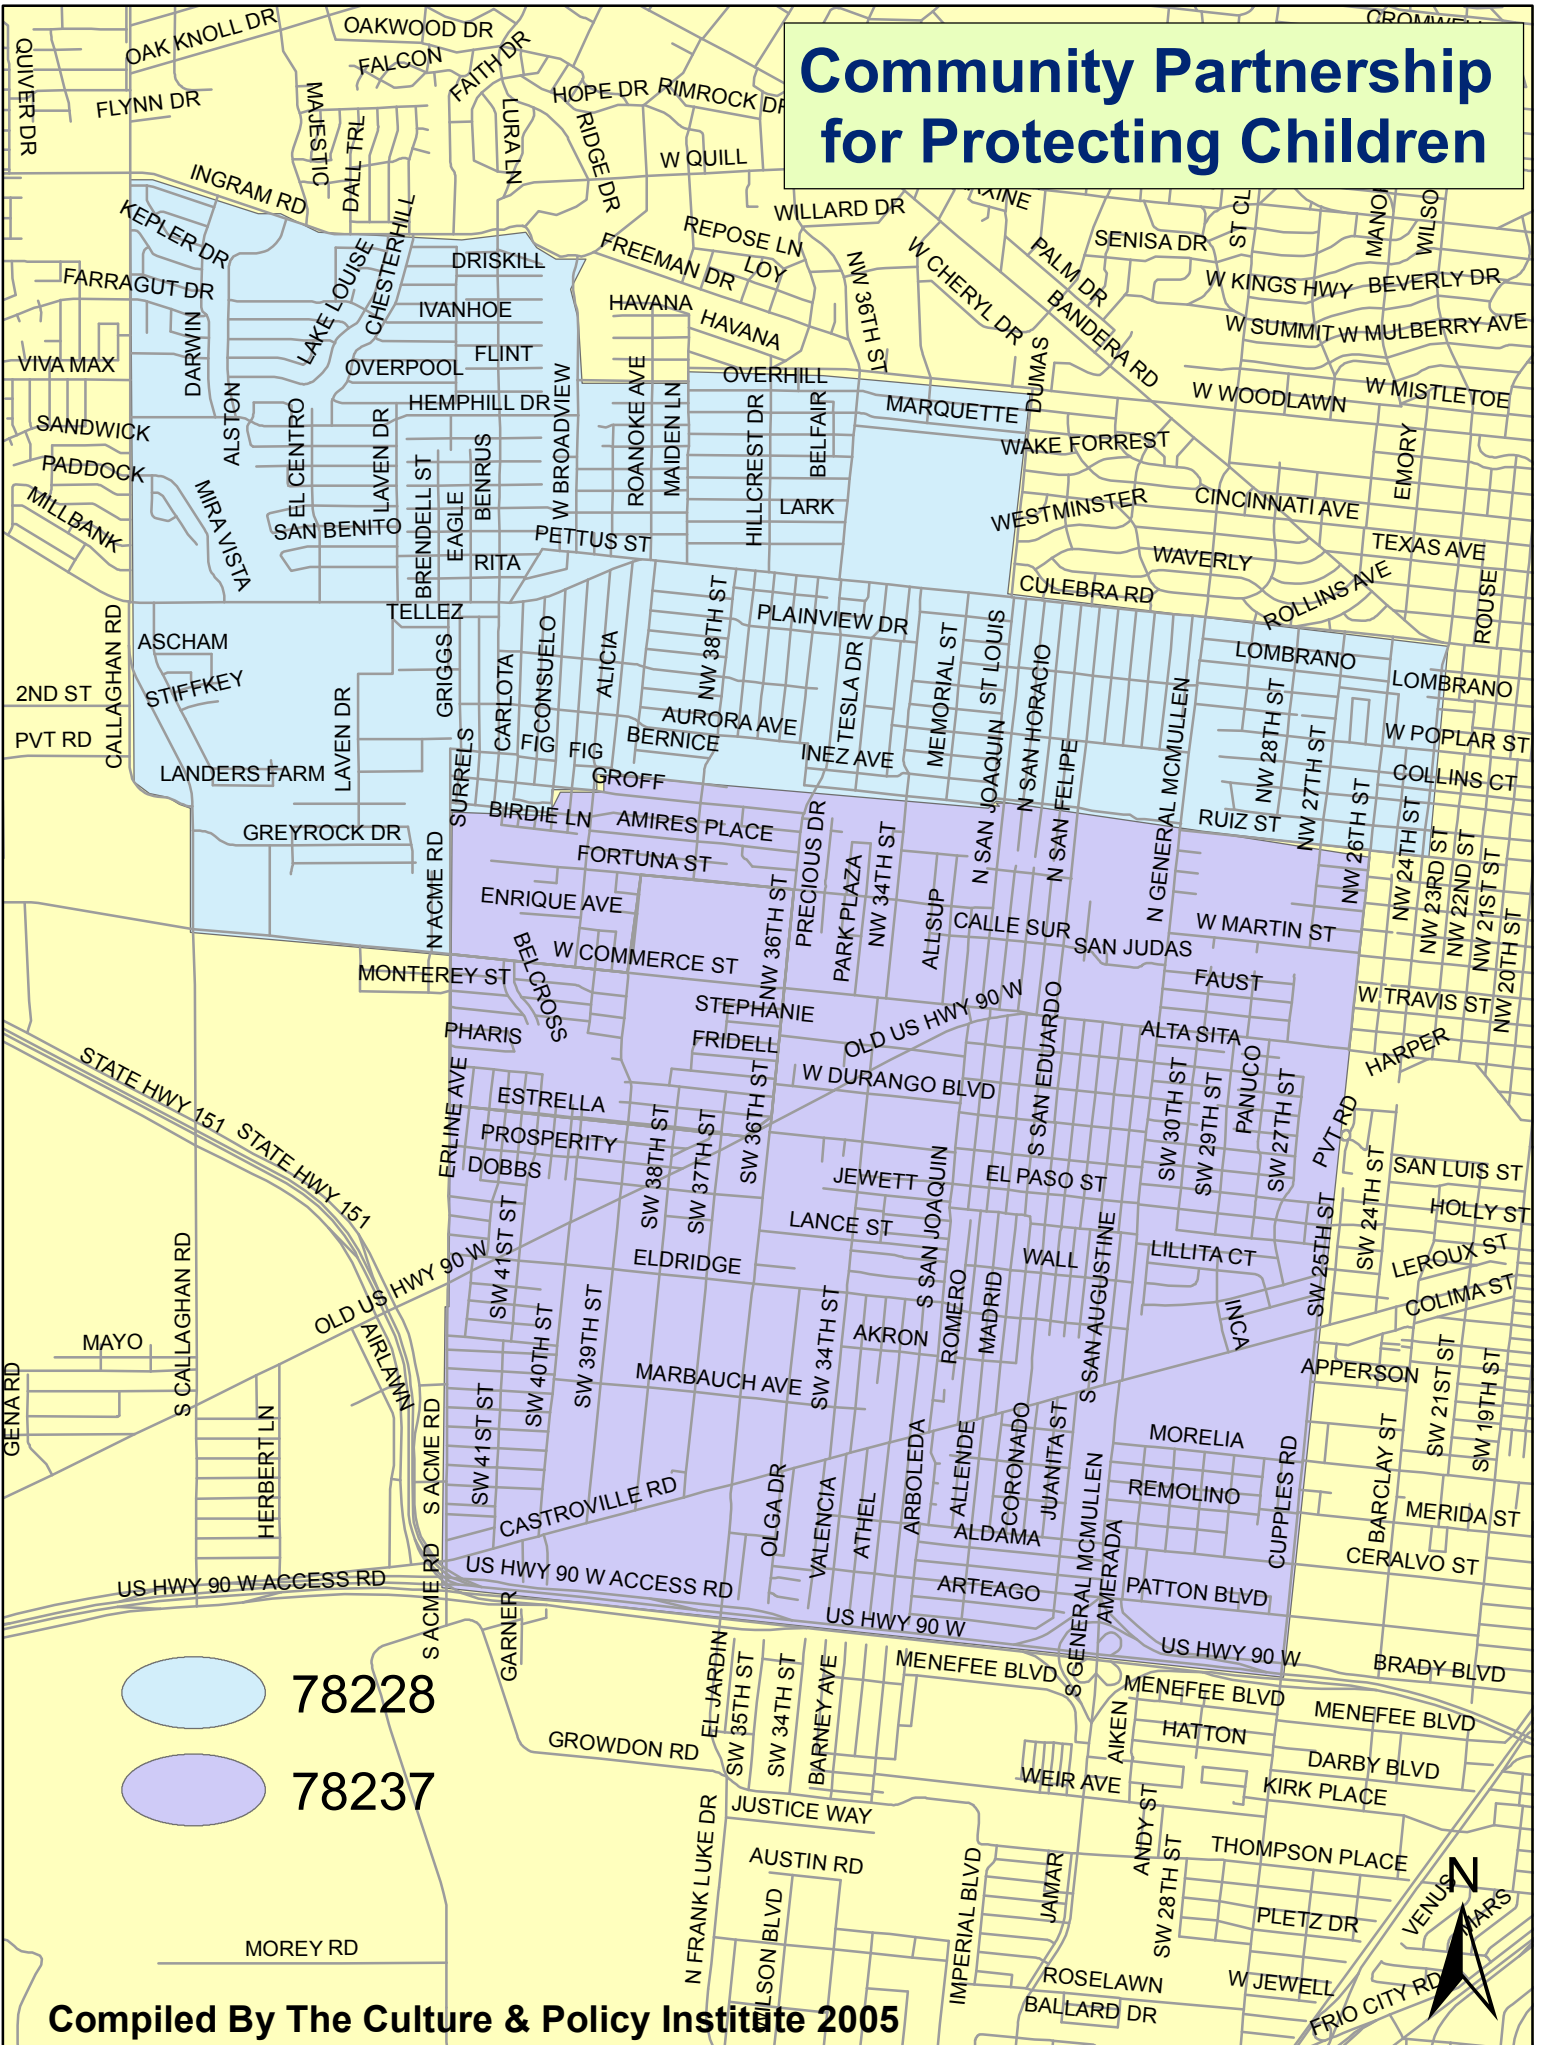 Community Partnership
for Protecting Children
OAK KNOLL DR
OAKWOOD DR
QUIVER DR
FALCON
FAITH DR
FLYNN DR
MAJESTIC
DALL TRL
LURA LN
HOPE DR
RIMROCK
RIDGE DR
W QUILL
INGRAM RD
WILLARD DR
KEPLER DR
CHESTERHILL
REPOSE LN
LOY
FREEMAN DR
NW 36TH ST
W CHERYL DR
PALM DR
SENISA DR
W KINGS HWY
BEVERLY DR
FARRAGUT DR
LAKE LOUISE
DRISKILL
IVANHOE
HAVANA
HAVANA
BANDERA RD
W SUMMIT
W MULBERRY AVE
DARWIN
FLINT
VIVA MAX
OVERPOOL
OVERHILL
DUMAS
W WOODLAWN
W MISTLETOE
ALSTON
HEMPHILL DR
W BROADVIEW
ROANOKE AVE
MAIDEN LN
HILLCREST DR
BELFAIR
MARQUETTE
WAKE FORREST
EMORY
SANDWICK
PADDOCK
MILLBANK
EL CENTRO
LAVEN DR
BRENDELL ST
EAGLE
BENRUS
MIRA VISTA
SAN BENITO
RITA
PETTUS ST
LARK
WESTMINSTER
CINCINNATI AVE
TEXAS AVE
WAVERLY
ROLLINS AVE
ROUSE
CULEBRA RD
CALLAGHAN RD
TELLEZ
ASCHAM
STIFFKEY
GRIGGS
CARLOTA
CONSUELO
ALICIA
NW 38TH ST
PLAINVIEW DR
TESLA DR
MEMORIAL ST
ST LOUIS
N SAN HORACIO
LOMBRANO
LOMBRANO
2ND ST
PVT RD
LAVEN DR
AURORA AVE
BERNICE
INEZ AVE
FIG
FIG
GROFF
N SAN JOAQUIN
N SAN FELIPE
N GENERAL MCMULLEN
NW 28TH ST
NW 27TH ST
W POPLAR ST
COLLINS CT
LANDERS FARM
SURRELS
BIRDIE LN
AMIRES PLACE
RUIZ ST
GREYROCK DR
N ACME RD
FORTUNA ST
PRECIOUS DR
PARK PLAZA
NW 34TH ST
NW 26TH ST
NW 24TH ST
NW 23RD ST
NW 22ND ST
NW 21ST ST
NW 20TH ST
ENRIQUE AVE
BELCROSS
W COMMERCE ST
NW 36TH ST
ALLSUP
CALLE SUR
SAN JUDAS
W MARTIN ST
FAUST
MONTEREY ST
STEPHANIE
OLD US HWY 90 W
W TRAVIS ST
PHARIS
FRIDELL
S SAN EDUARDO
ALTA SITA
HARPER
STATE HWY 151
STATE HWY 151
ERLINE AVE
ESTRELLA
PROSPERITY
DOBBS
SW 38TH ST
SW 37TH ST
SW 36TH ST
W DURANGO BLVD
SW 30TH ST
SW 29TH ST
PANUCO
SW 27TH ST
PVT RD
JEWETT
EL PASO ST
SW 24TH ST
SAN LUIS ST
HOLLY ST
SW 41ST ST
LANCE ST
S SAN JOAQUIN
WALL
S SAN AUGUSTINE
LILLITA CT
SW 25TH ST
LEROUX ST
COLIMA ST
S CALLAGHAN RD
OLD US HWY 90 W
ELDRIDGE
ROMERO
MADRID
INCA
MAYO
GENA RD
AIRLAWN
SW 40TH ST
SW 39TH ST
SW 34TH ST
AKRON
MARBAUCH AVE
APPERSON
SW 21ST ST
SW 19TH ST
HERBERT LN
S ACME RD
SW 41ST ST
CASTROVILLE RD
OLGA DR
VALENCIA
ATHEL
ARBOLEDA
ALLENDE
CORONADO
JUANITA ST
MORELIA
REMOLINO
CUPPLES RD
BARCLAY ST
MERIDA ST
ALDAMA
CERALVO ST
US HWY 90 W ACCESS RD
S ACME RD
US HWY 90 W ACCESS RD
GARNER
ARTEAGO
S GENERAL MCMULLEN
AMERADA
PATTON BLVD
US HWY 90 W
US HWY 90 W
MENEFEE BLVD
BRADY BLVD
EL JARDIN
SW 35TH ST
SW 34TH ST
BARNEY AVE
MENEFEE BLVD
MENEFEE BLVD
78228
GROWDON RD
AIKEN
HATTON
DARBY BLVD
78237
WEIR AVE
KIRK PLACE
N FRANK LUKE DR
JUSTICE WAY
ANDY ST
AUSTIN RD
SW 28TH ST
THOMPSON PLACE
IMPERIAL BLVD
JAMAR
VENUS
N
MARS
PLETZ DR
MOREY RD
WILSON BLVD
ROSELAWN
BALLARD DR
W JEWELL
FRIO CITY RD
Compiled By The Culture & Policy Institute 2005